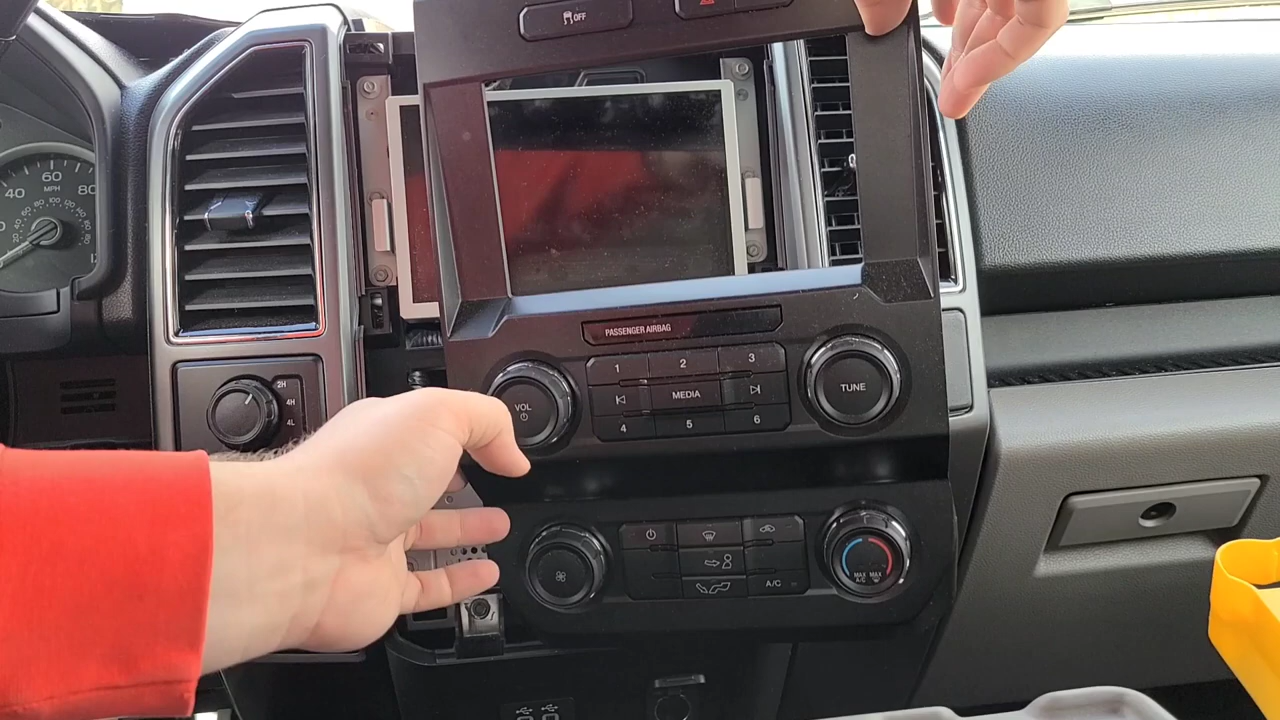 OFF
40
60
80
MPH
PASSENGER AIRBAG
1
2
3
VOL
MEDIA
TUNE
4
5
6
2H
4H
4L
A/C
MAX A/C
MAX